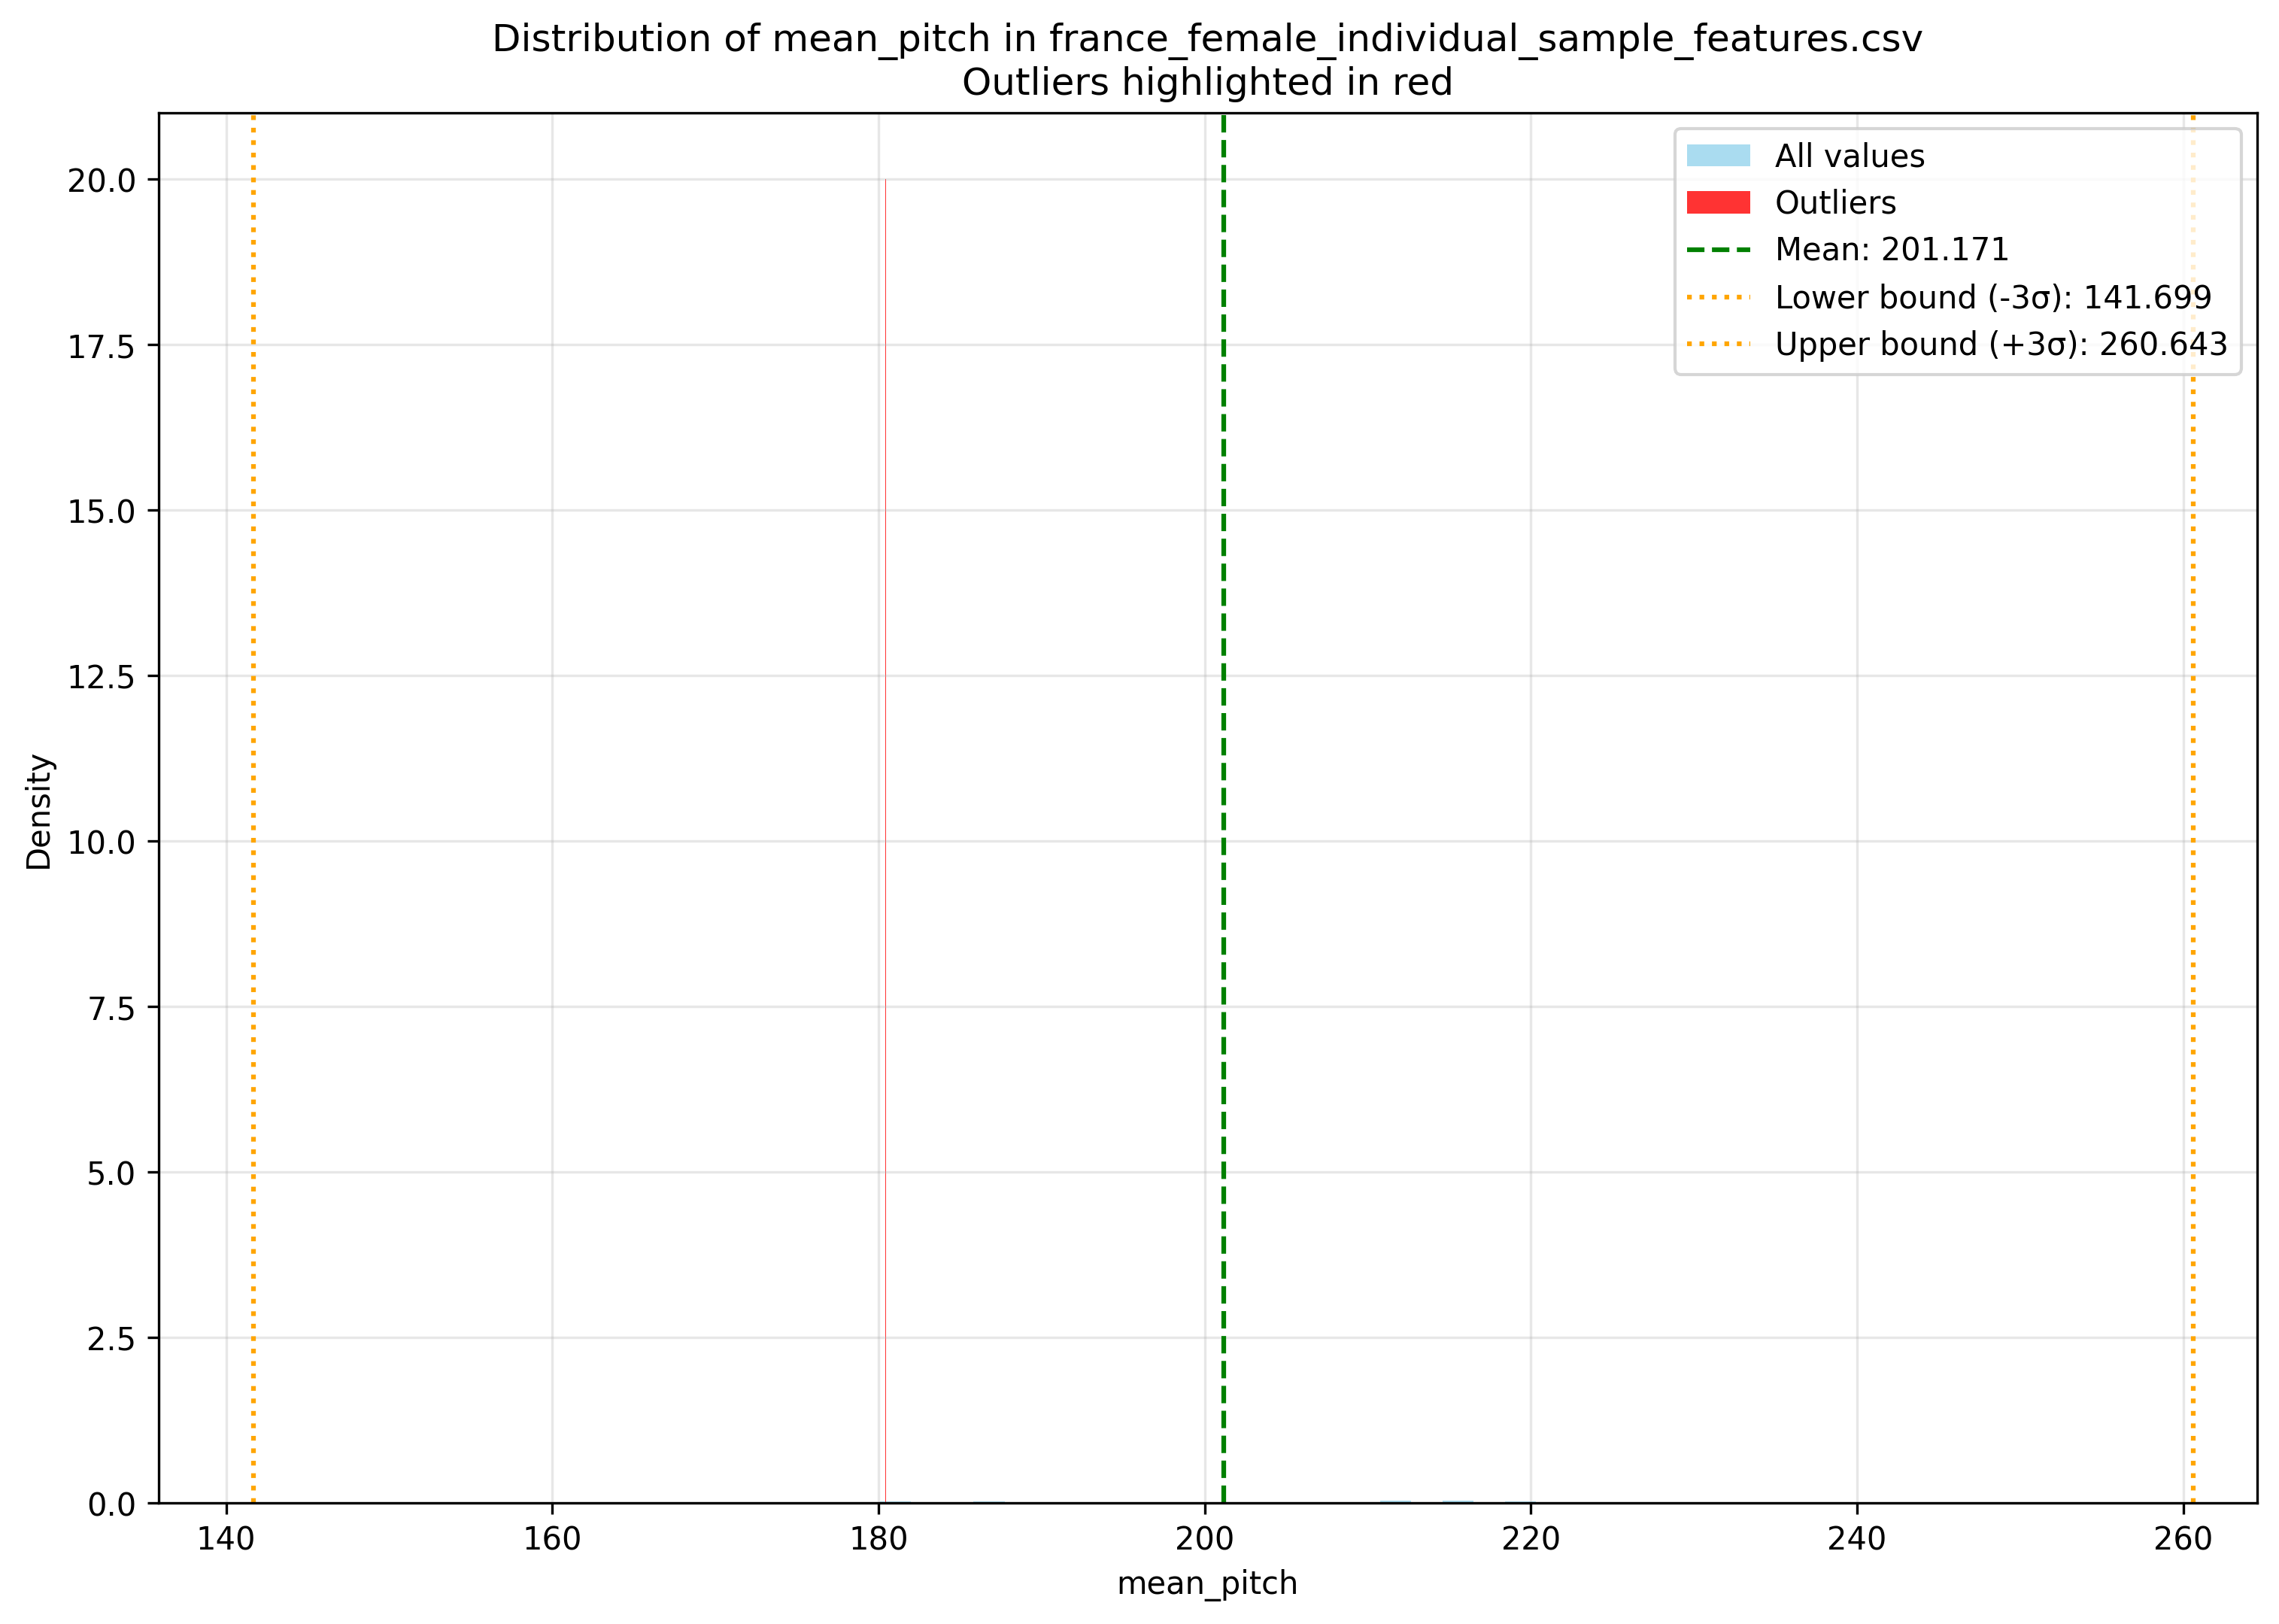 Distribution of mean_pitch in france_female_individual_sample_features.csv
Outliers highlighted in red
All values
Outliers
Mean: 201.171
Lower bound (-3σ): 141.699
Upper bound (+3σ): 260.643
20.0
17.5
15.0
12.5
10.0
7.5
5.0
2.5
0.0
Density
140 160 180 200 220 240 260
mean_pitch